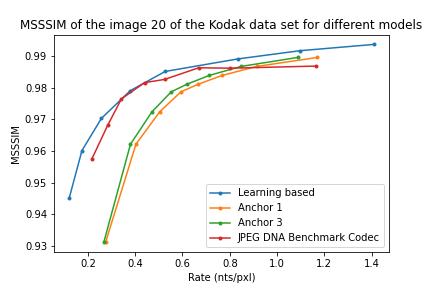 MSSSIM of the image 20 of the Kodak data set for different models
0.99
0.98
0.97
0.96
0.95
0.94
0.93
MSSSIM
0.2 0.4 0.6 0.8 1.0 1.2 1.4
Rate (nts/pxl)
Learning based
Anchor 1
Anchor 3
JPEG DNA Benchmark Codec